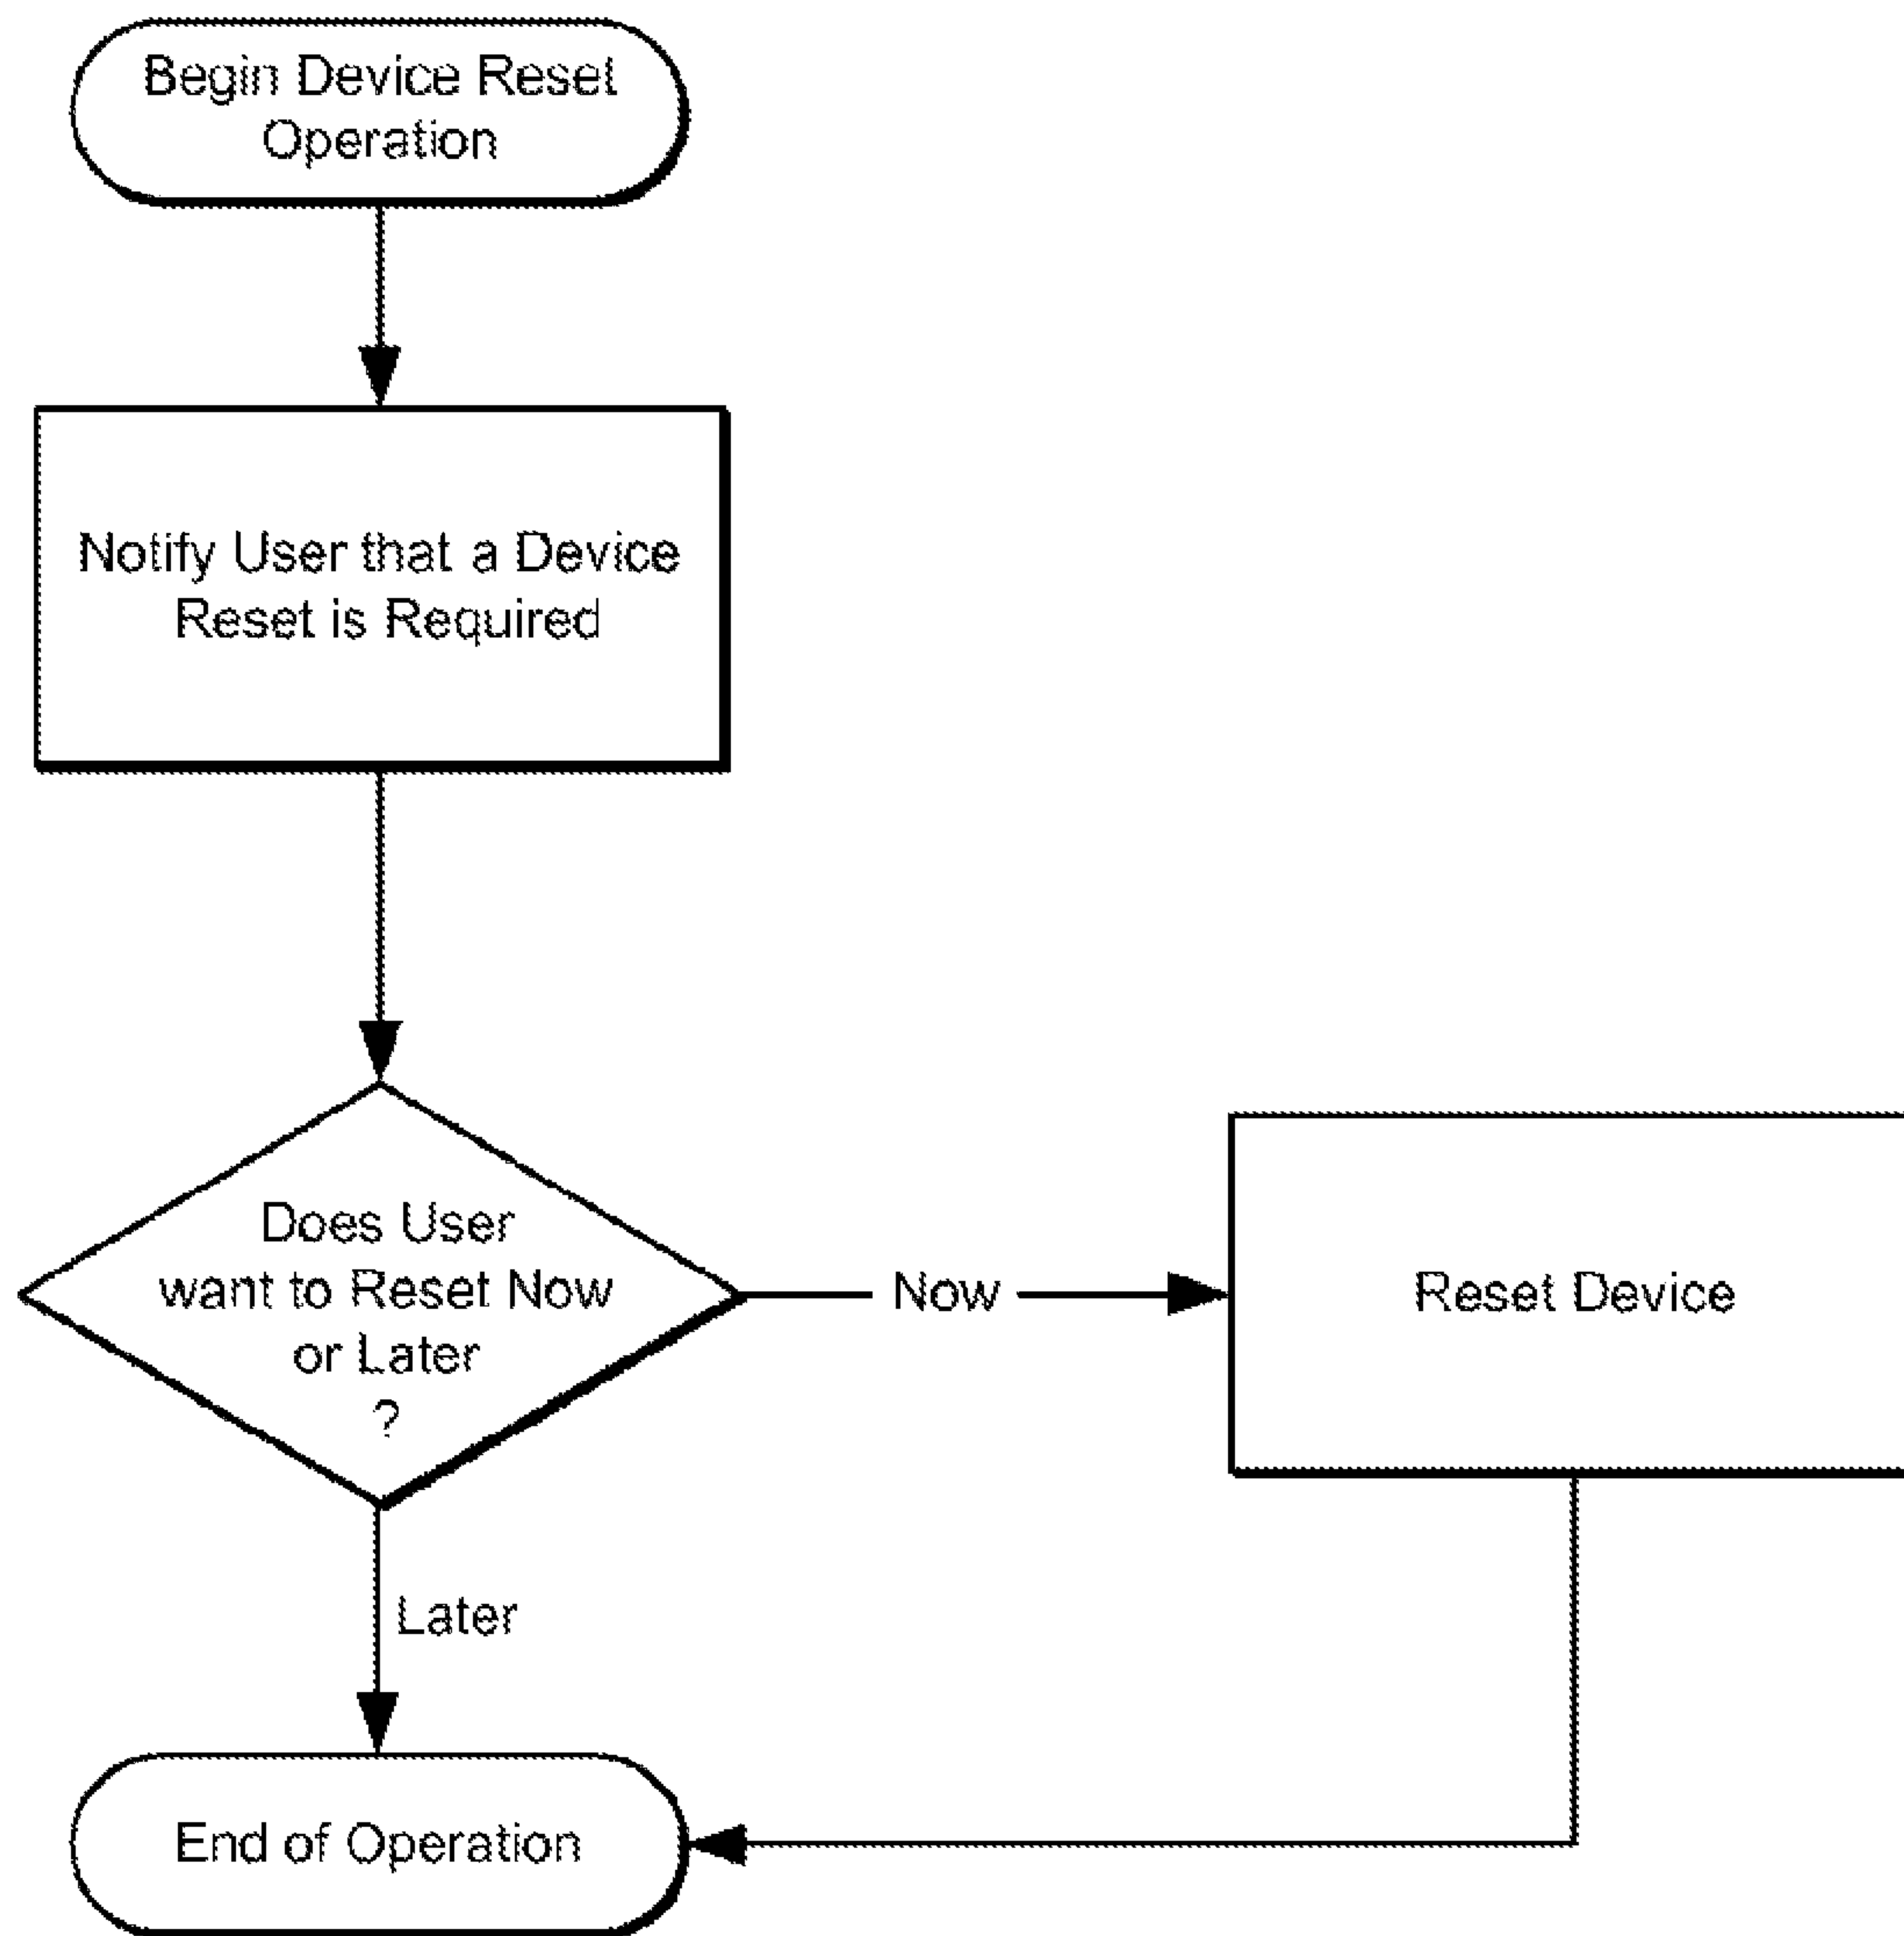 Begin Device Reset
Operation
Notify User that a Device
Reset is Required
Does User
want to Reset Now
or Later
?
Now
Reset Device
Later
End of Operation